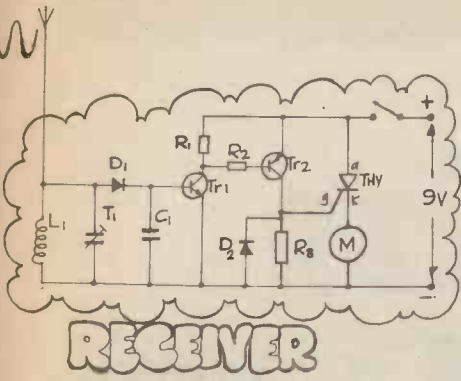 +
R1
R2
Tr2
D1
Tr1
a
THY
g
K
9V
L1
T1
C1
D2
R8
M
–
RECEIVER